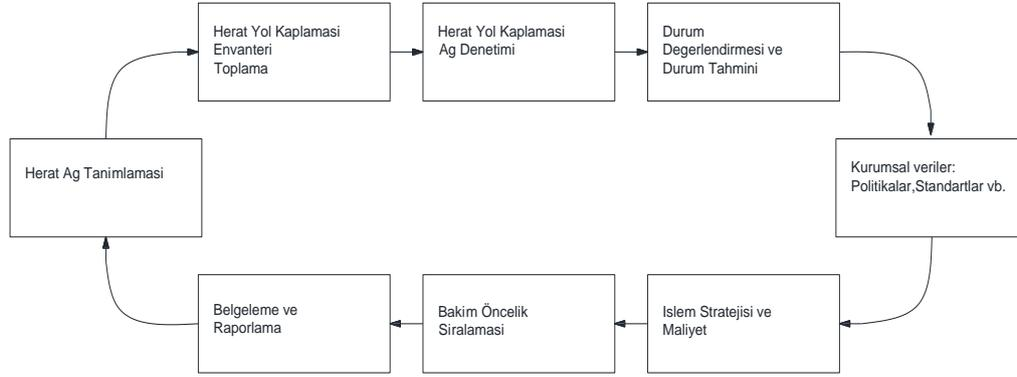 Herat Yol Kaplamasi
Envanteri
Toplama
Herat Yol Kaplamasi
Ag Denetimi
Durum
Degerlendirmesi ve
Durum Tahmini
Kurumsal veriler:
Politikalar,Standartlar vb.
Islem Stratejisi ve
Maliyet
Bakim Öncelik
Siralamasi
Belgeleme ve
Raporlama
Herat Ag Tanimlamasi